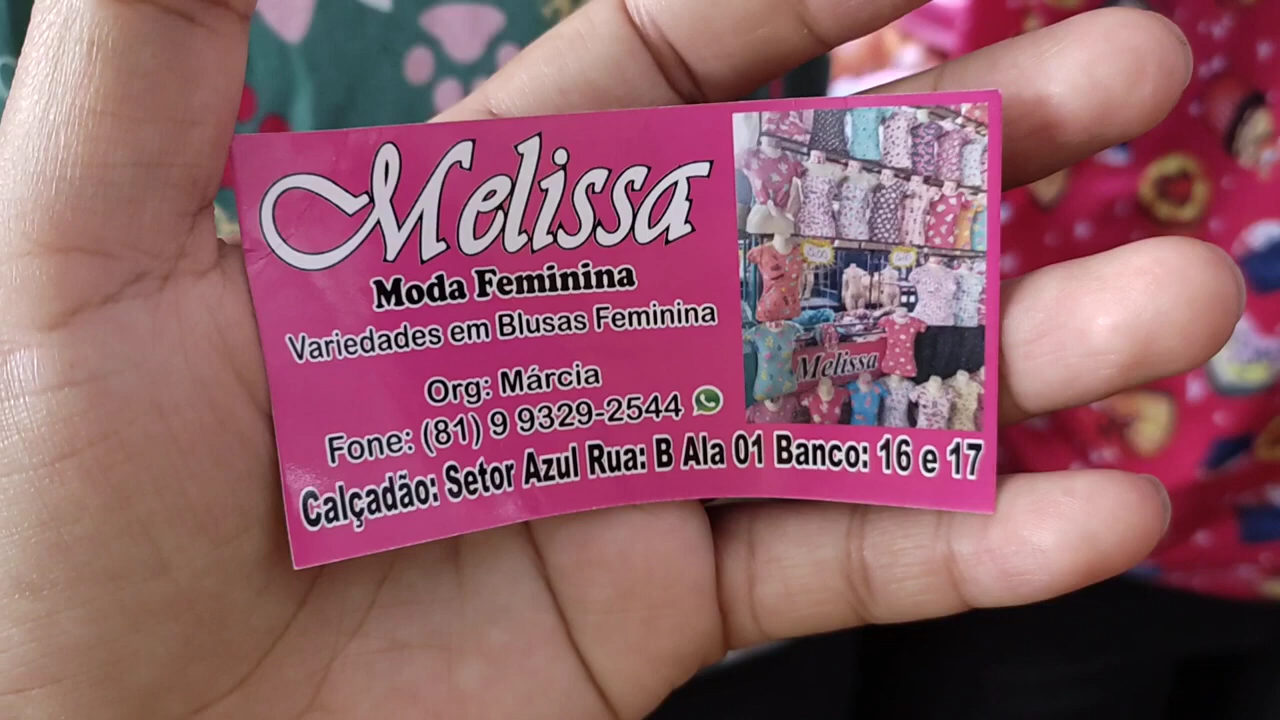 Melissa
Moda Feminina
Variedades em Blusas Feminina
Org: Márcia
Fone: (81) 9 9329-2544
Calçadão: Setor Azul Rua: B Ala 01 Banco: 16 e 17
Melissa